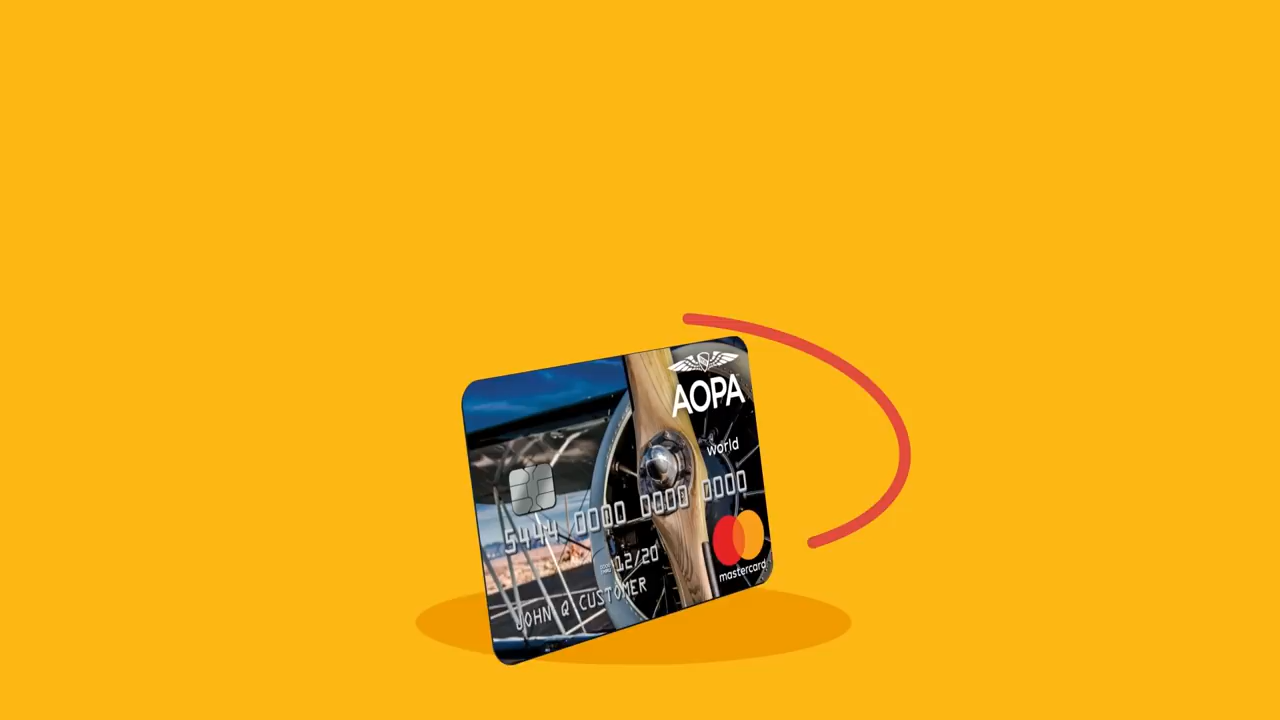 AOPA
world
5444 0000 0000 0000
12/20
JOHN Q CUSTOMER
mastercard